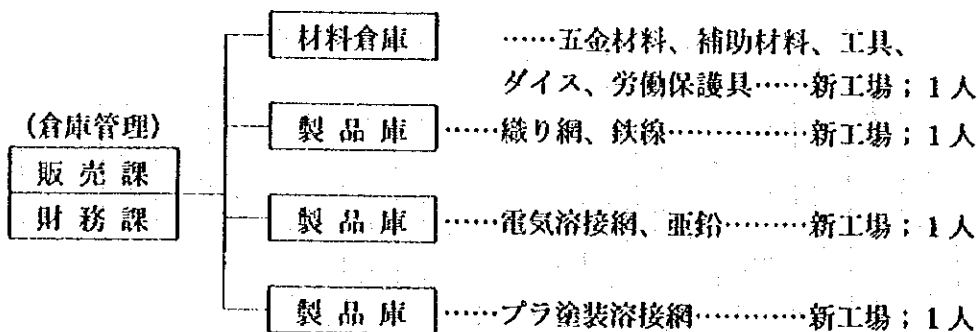 材料倉庫 ……五金材料、補助材料、工具、
ダイス、労働保護具……新工場；1人
(倉庫管理)
製品庫 ……織り網、鉄線…………新工場；1人
販売課
財務課
製品庫 ……電気溶接網、亜鉛………新工場；1人
製品庫 ……プラ塗装溶接網…………新工場；1人